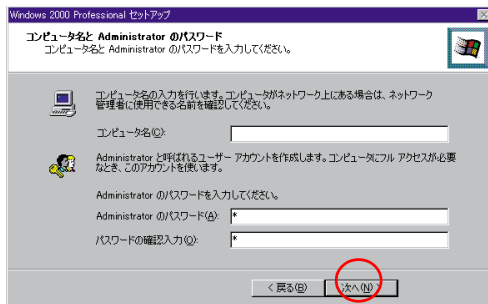 Windows 2000 Professional セットアップ
コンピュータ名と Administrator のパスワード
コンピュータ名と Administrator のパスワードを入力してください。
コンピュータ名の入力を行います。コンピュータがネットワーク上にある場合は、ネットワーク
管理者に使用できる名前を確認してください。
コンピュータ名(C):
Administrator と呼ばれるユーザー アカウントを作成します。コンピュータにフル アクセスが必要
なとき、このアカウントを使います。
Administrator のパスワードを入力してください。
Administrator のパスワード(A): *
パスワードの確認入力(O): *
< 戻る(B) 次へ(N) >